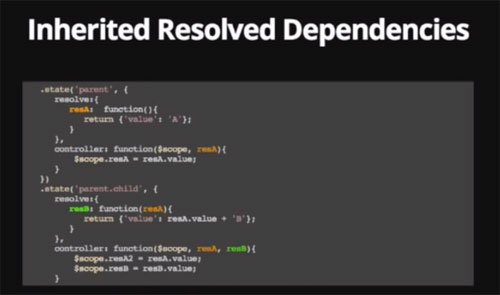 Inherited Resolved Dependencies
.state('parent', {
resolve:{
resA: function(){
return {'value': 'A'};
}
},
controller: function($scope, resA){
$scope.resA = resA.value;
}
})
.state('parent.child', {
resolve:{
resB: function(resA){
return {'value': resA.value + 'B'};
}
},
controller: function($scope, resA, resB){
$scope.resA2 = resA.value;
$scope.resB = resB.value;
}